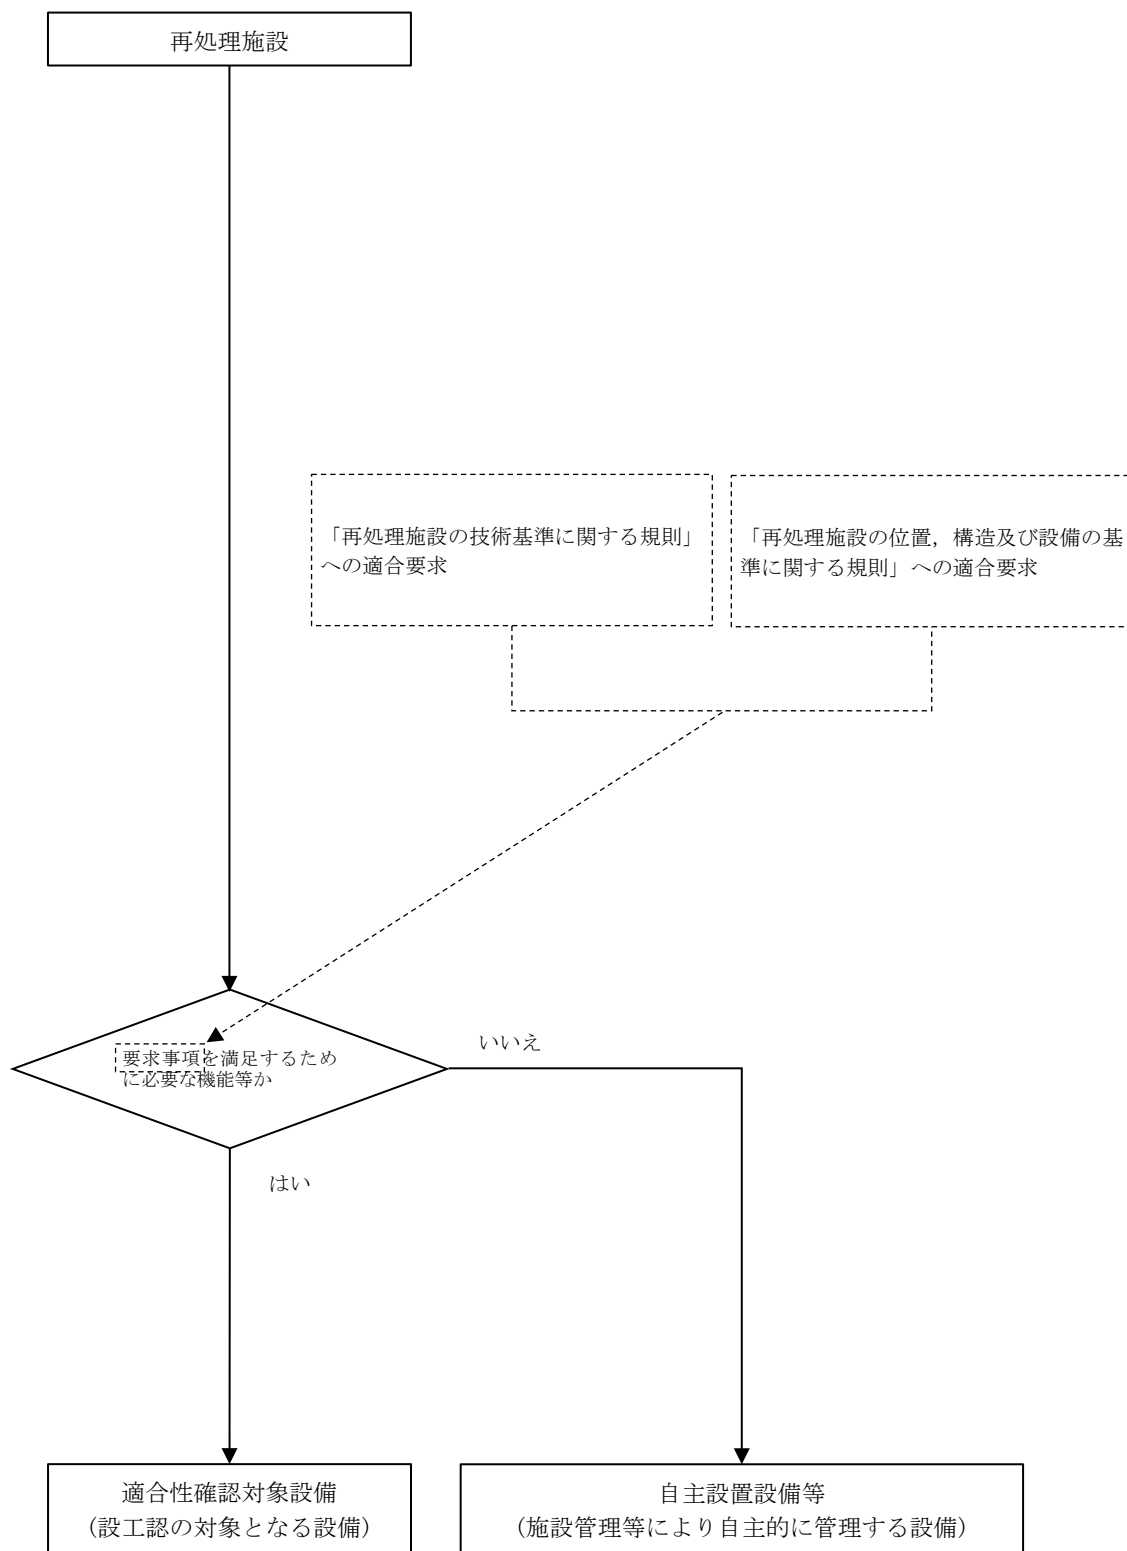 再処理施設
「再処理施設の技術基準に関する規則」
への適合要求
「再処理施設の位置，構造及び設備の基
準に関する規則」への適合要求
要求事項を満足するため
に必要な機能等か
いいえ
はい
適合性確認対象設備
（設工認の対象となる設備）
自主設置設備等
（施設管理等により自主的に管理する設備）